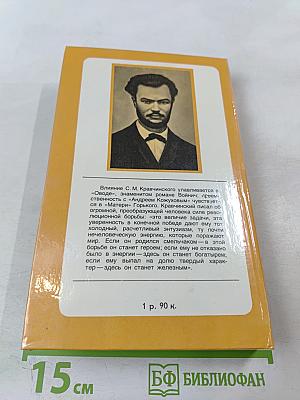 Влияние С. М. Кравчинского улавливается в
«Оводе», знаменитом романе Войнич; преем-
ственность с «Андреем Кожуховым» чувствует-
ся в «Матери» Горького. Кравчинский писал об
огромной, преобразующей человека силе рево-
люционной борьбы: «это величие задачи, эта
уверенность в конечной победе дают ему тот
холодный, расчетливый энтузиазм, ту почти
нечеловеческую энергию, которые поражают
мир. Если он родился смельчаком — в этой
борьбе он станет героем; если ему не отказано
было в энергии — здесь он станет богатырем;
если ему выпал на долю твердый харак-
тер — здесь он станет железным».
1 р. 90 к.
15 см
БФ БИБЛИОФАН